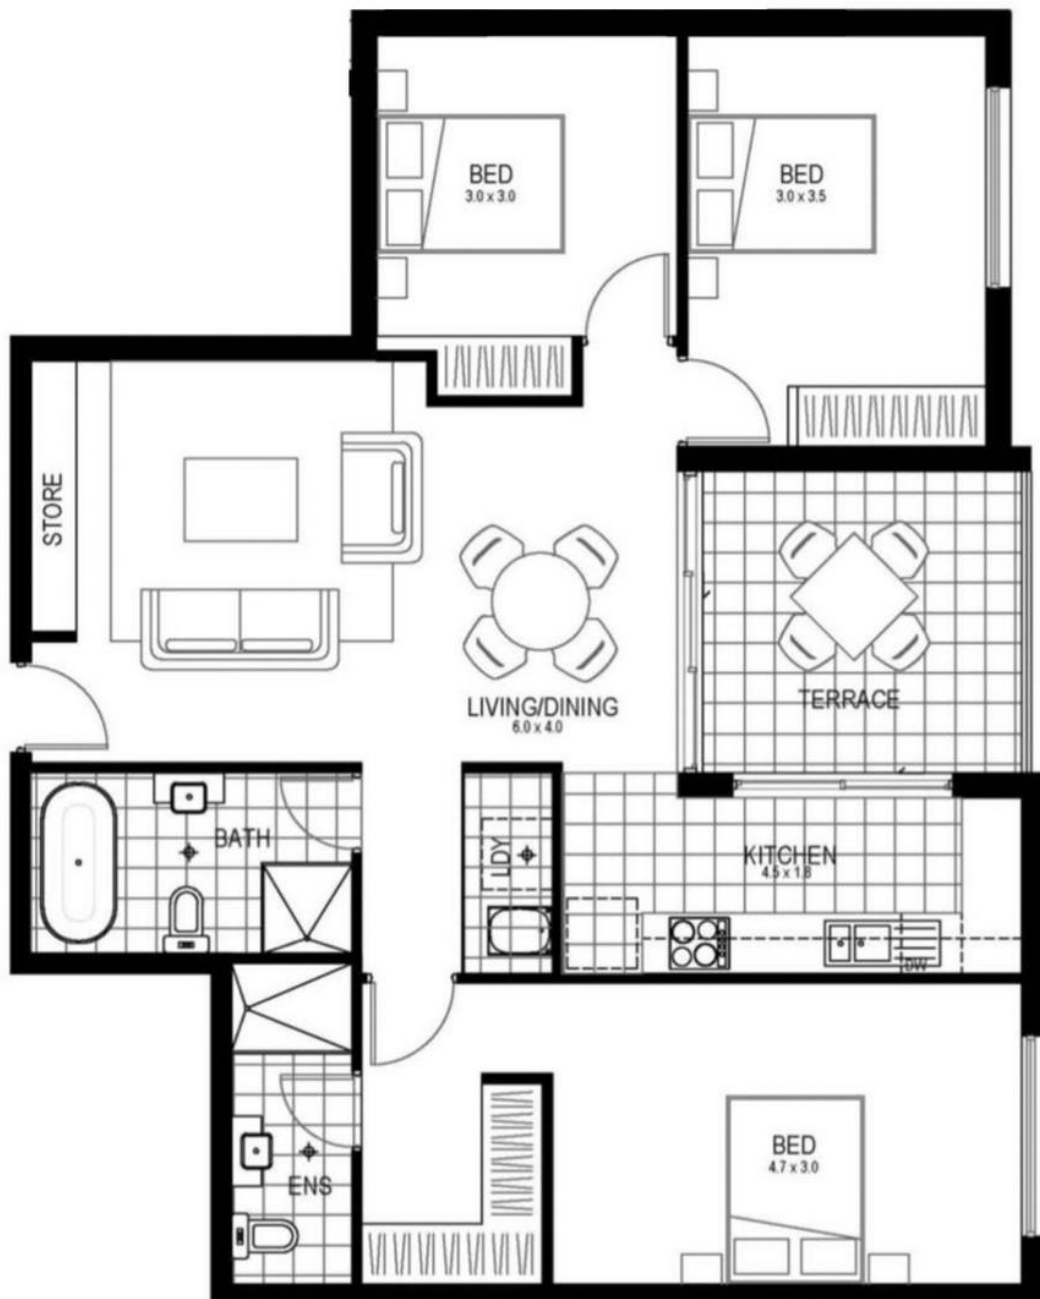 BED
3.0 x 3.0
BED
3.0 x 3.5
STORE
LIVING/DINING
6.0 x 4.0
TERRACE
BATH
LDY
KITCHEN
4.5 x 1.8
DW
BED
4.7 x 3.0
ENS